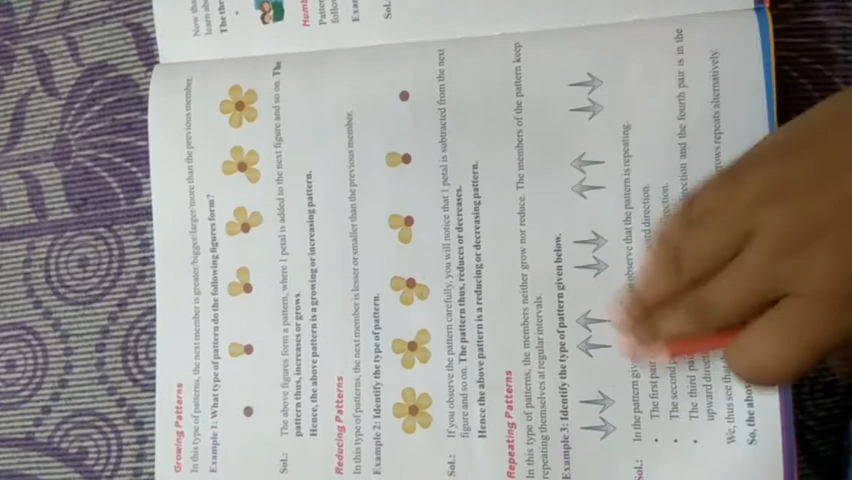 Now tha
learn abo
The thr
•
Humb
Patter
follow
Exan
Sol.
Growing Patterns
In this type of patterns, the next member is greater/bigger/larger/more than the previous member.
Example 1: What type of pattern do the following figures form?
Sol.: The above figures form a pattern, where 1 petal is added to the next figure and so on. The
pattern thus, increases or grows.
Hence, the above pattern is a growing or increasing pattern.
Reducing Patterns
In this type of patterns, the next member is lesser or smaller than the previous member.
Example 2: Identify the type of pattern.
Sol.: If you observe the pattern carefully, you will notice that 1 petal is subtracted from the next
figure and so on. The pattern thus, reduces or decreases.
Hence the above pattern is a reducing or decreasing pattern.
Repeating Patterns
In this type of patterns, the members neither grow nor reduce. The members of the pattern keep
repeating themselves at regular intervals.
Example 3: Identify the type of pattern given below.
Sol.: In the pattern give observe that the pattern is repeating.
• The first pair direction.
• The second p direction.
• The third pair direction and the fourth pair is in the
upward direc
We, thus see that rrows repeats alternatively.
So, the abo